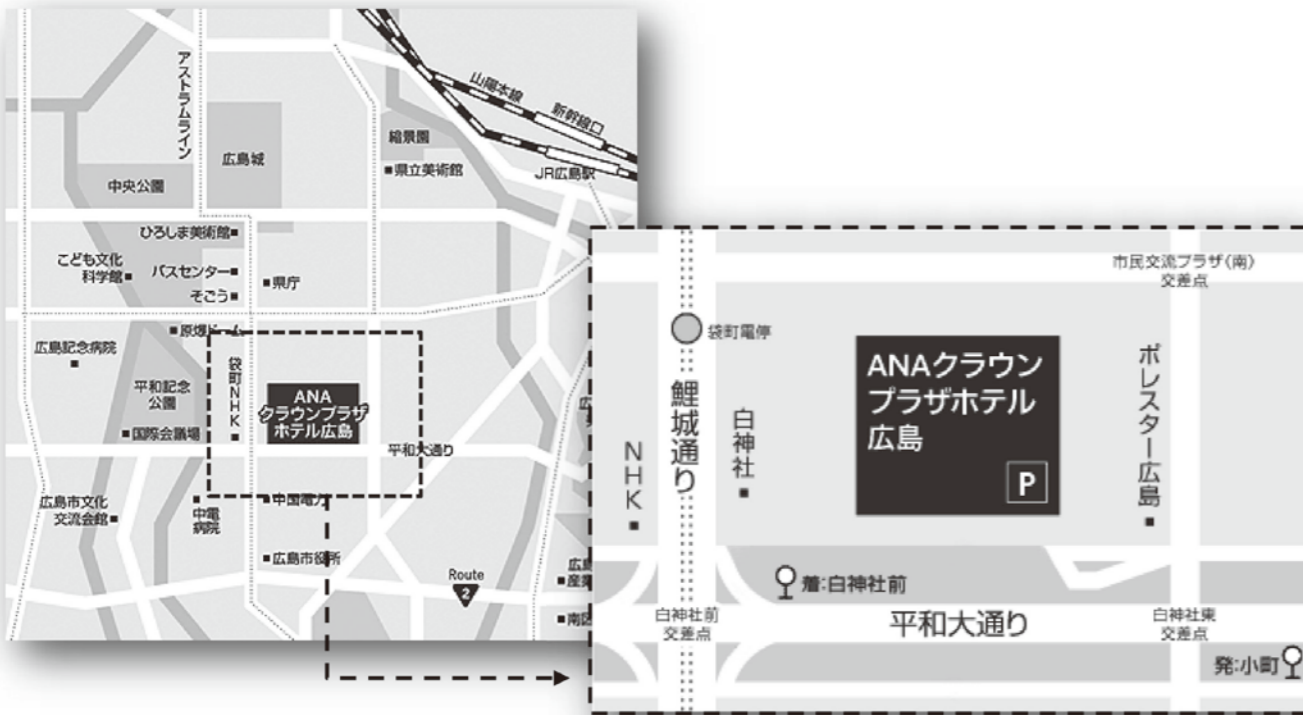 山陽本線
新幹線口
アストラムライン
縮景園
広島城
■県立美術館
JR広島駅
中央公園
ひろしま美術館■
こども文化
科学館■
バスセンター■
■県庁
そごう■
■原爆ドーム
広島記念病院
■
袋町NHK■
平和記念
公園
ANA
クラウンプラザ
ホテル広島
■国際会議場
平和大通り
広島市文化
交流会館■
■
中電
病院
■中国電力
■広島市役所
Route
2
市民交流プラザ(南)
交差点
袋町電停
ANAクラウン
プラザホテル
広島
P
ボレスター広島■
鯉城通り
白神社■
NHK■
着:白神社前
白神社前
交差点
平和大通り
白神社東
交差点
発:小町